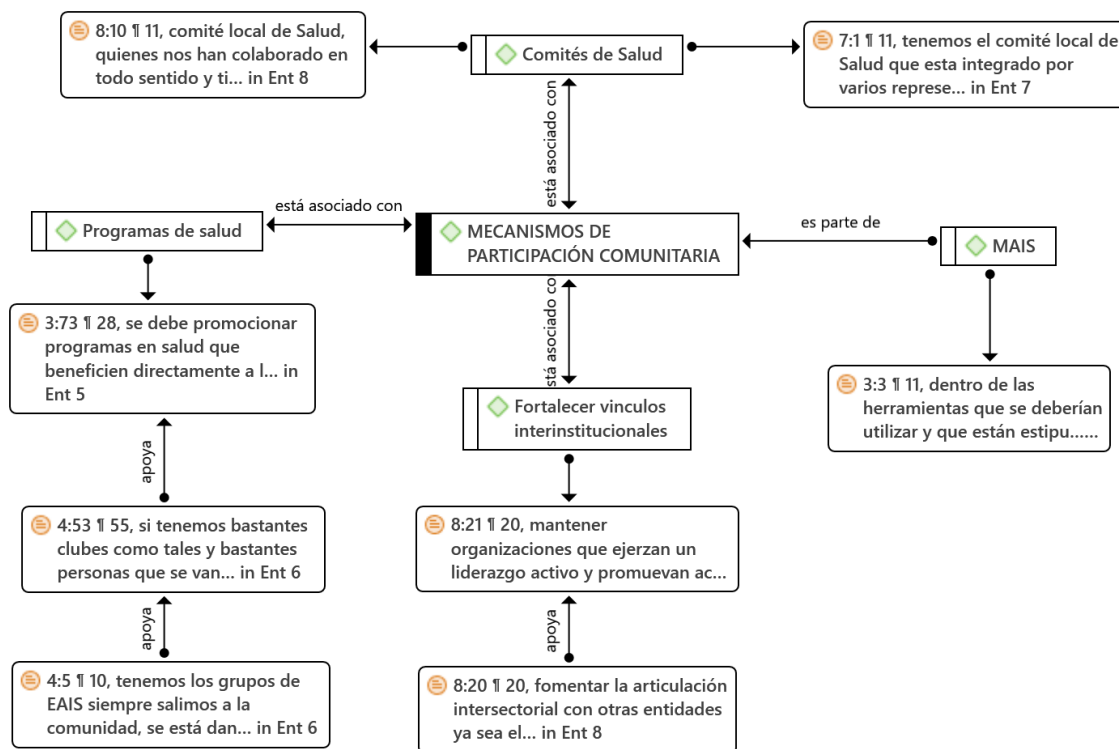 8:10 ¶ 11, comité local de Salud,
quienes nos han colaborado en
todo sentido y ti... in Ent 8
Comités de Salud
7:1 ¶ 11, tenemos el comité local de
Salud que esta integrado por
varios represe... in Ent 7
está asociado con
Programas de salud
está asociado con
MECANISMOS DE
PARTICIPACIÓN COMUNITARIA
es parte de
MAIS
3:73 ¶ 28, se debe promocionar
programas en salud que
beneficien directamente a l... in
Ent 5
está asociado con
Fortalecer vinculos
interinstitucionales
3:3 ¶ 11, dentro de las
herramientas que se deberían
utilizar y que están estipu......
apoya
4:53 ¶ 55, si tenemos bastantes
clubes como tales y bastantes
personas que se van... in Ent 6
8:21 ¶ 20, mantener
organizaciones que ejerzan un
liderazgo activo y promuevan ac...
apoya
apoya
4:5 ¶ 10, tenemos los grupos de
EAIS siempre salimos a la
comunidad, se está dan... in Ent 6
8:20 ¶ 20, fomentar la articulación
intersectorial con otras entidades
ya sea el... in Ent 8